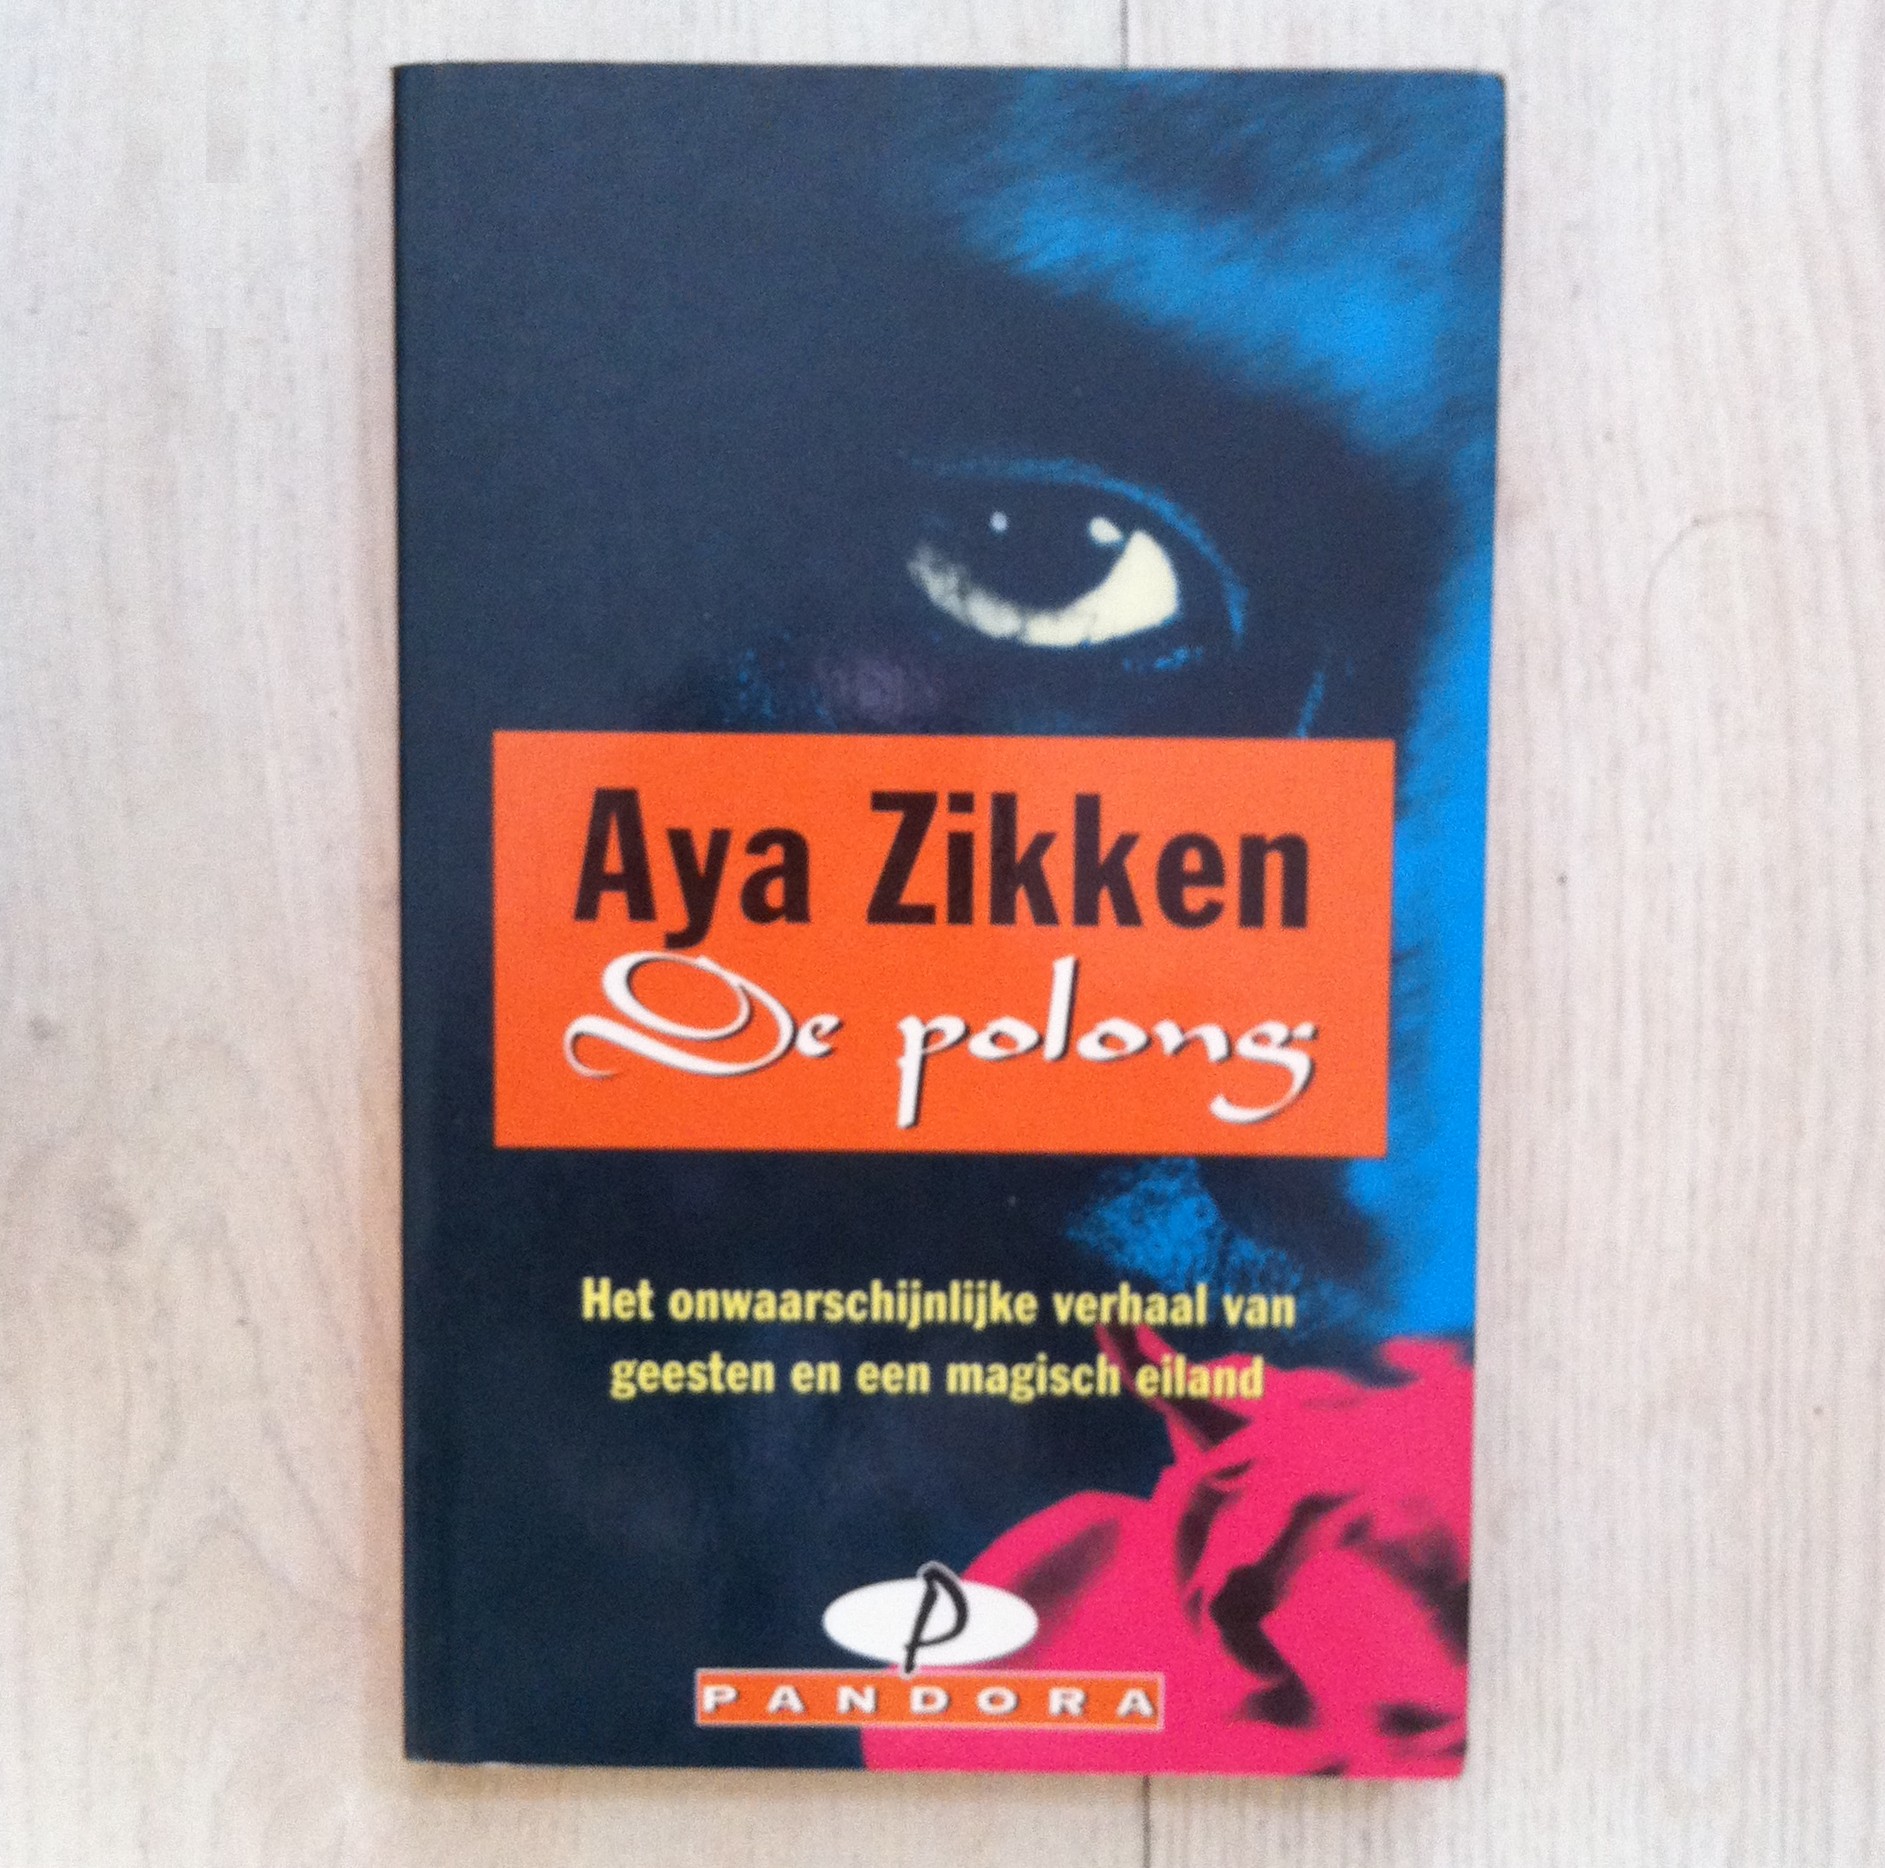 Aya Zikken
De polong
Het onwaarschijnlijke verhaal van
geesten en een magisch eiland
P
PANDORA